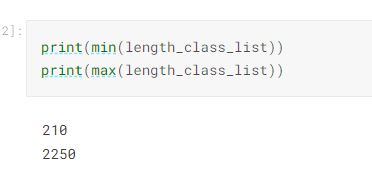 2]:
print(min(length_class_list))
print(max(length_class_list))
210
2250